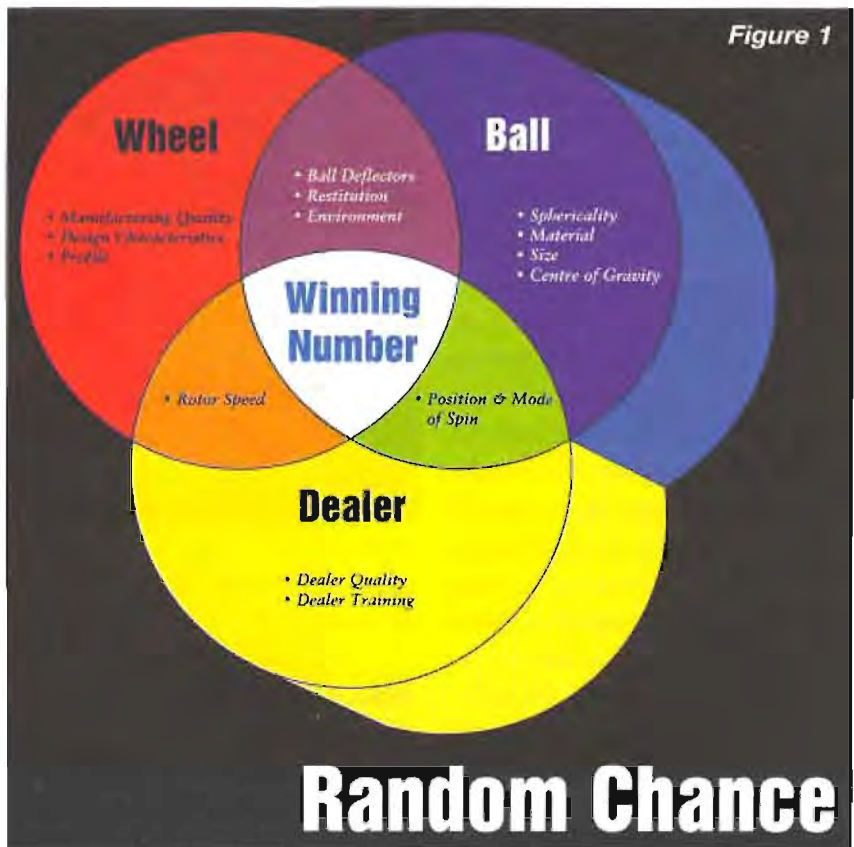 Figure 1
Wheel
Ball
• Ball Deflectors
• Restitution
• Environment
• Manufacturing Quality
• Design Characteristics
• Profile
• Sphericality
• Material
• Size
• Centre of Gravity
Winning
Number
• Rotor Speed
• Position & Mode
of Spin
Dealer
• Dealer Quality
• Dealer Training
Random Chance